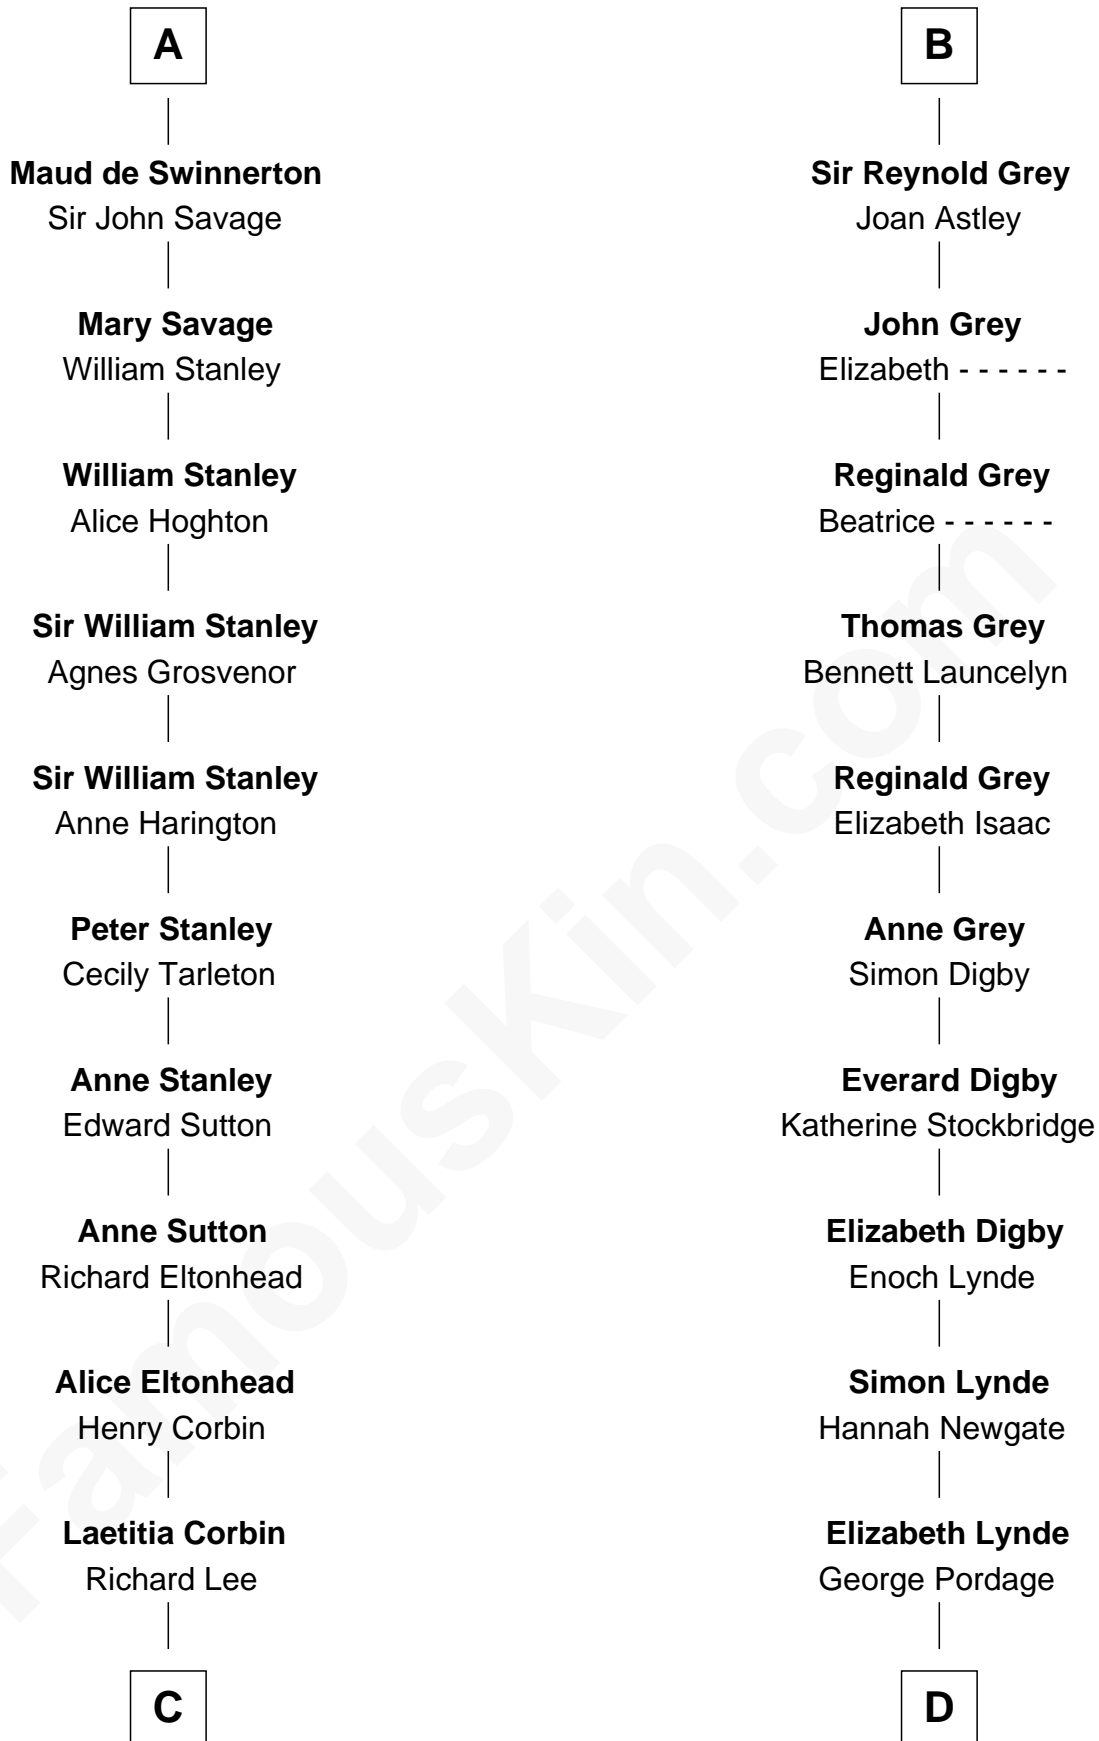 A
Maud de Swinnerton
Sir John Savage
Mary Savage
William Stanley
William Stanley
Alice Hoghton
Sir William Stanley
Agnes Grosvenor
Sir William Stanley
Anne Harington
Peter Stanley
Cecily Tarleton
Anne Stanley
Edward Sutton
Anne Sutton
Richard Eltonhead
Alice Eltonhead
Henry Corbin
Laetitia Corbin
Richard Lee
C
B
Sir Reynold Grey
Joan Astley
John Grey
Elizabeth - - - - - -
Reginald Grey
Beatrice - - - - - -
Thomas Grey
Bennett Launcelyn
Reginald Grey
Elizabeth Isaac
Anne Grey
Simon Digby
Everard Digby
Katherine Stockbridge
Elizabeth Digby
Enoch Lynde
Simon Lynde
Hannah Newgate
Elizabeth Lynde
George Pordage
D
FamousKin.com